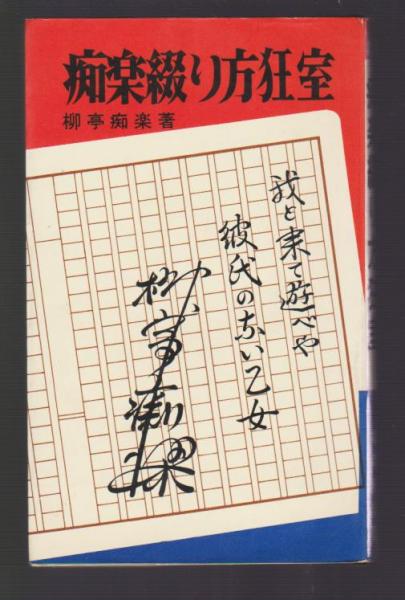 痴楽綴り方狂室
柳亭痴楽著
我と来て遊べや
彼氏のない乙女
柳亭痴楽